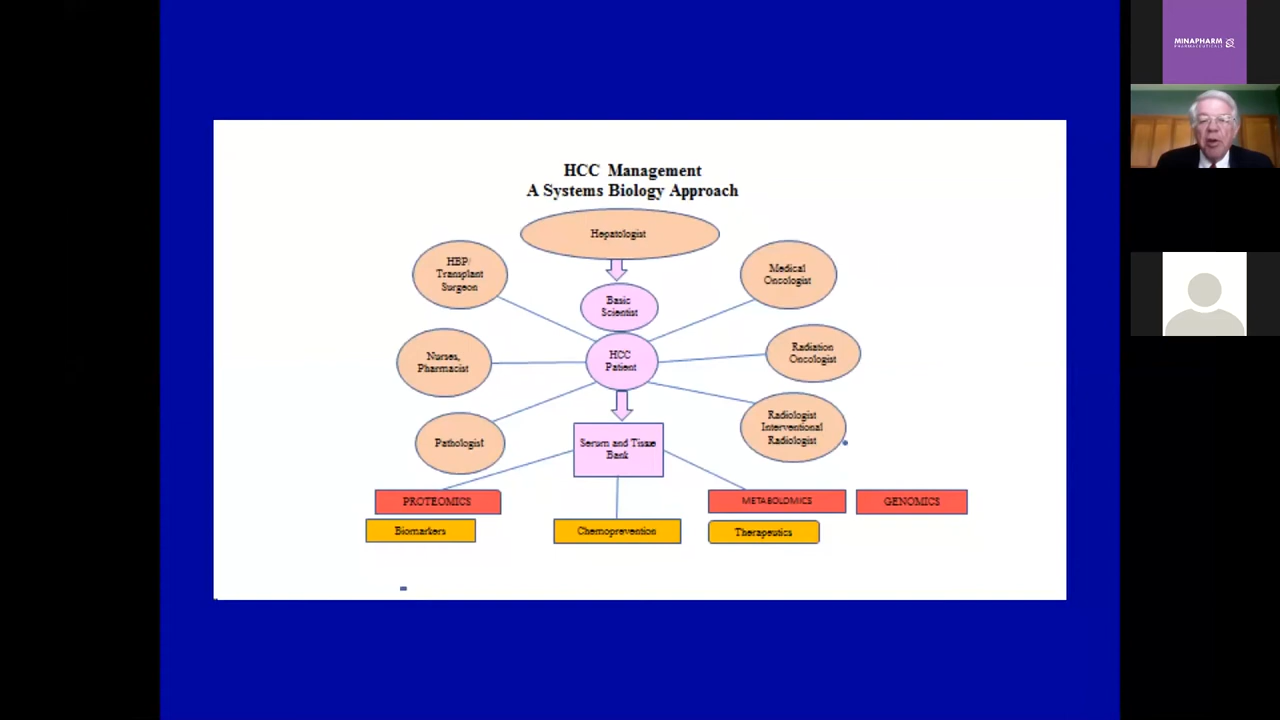 HCC Management
A Systems Biology Approach
Hepatologist
HBP/
Transplant
Surgeon
Medical
Oncologist
Basic
Scientist
Nurses,
Pharmacist
HCC
Patient
Radiation
Oncologist
Pathologist
Serum and Tissue
Bank
Radiologist
Interventional
Radiologist
PROTEOMICS
METABOLOMICS
GENOMICS
Biomarkers
Chemoprevention
Therapeutics
MINAPHARM
PHARMACEUTICALS